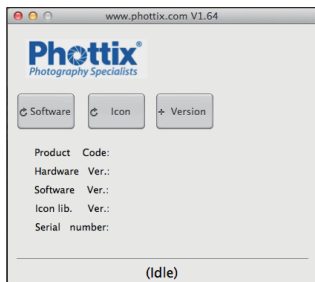 www.phottix.com V1.64
Phottix®
Photography Specialists
Software Icon Version
Product Code:
Hardware Ver.:
Software Ver.:
Icon lib. Ver.:
Serial number:
(Idle)